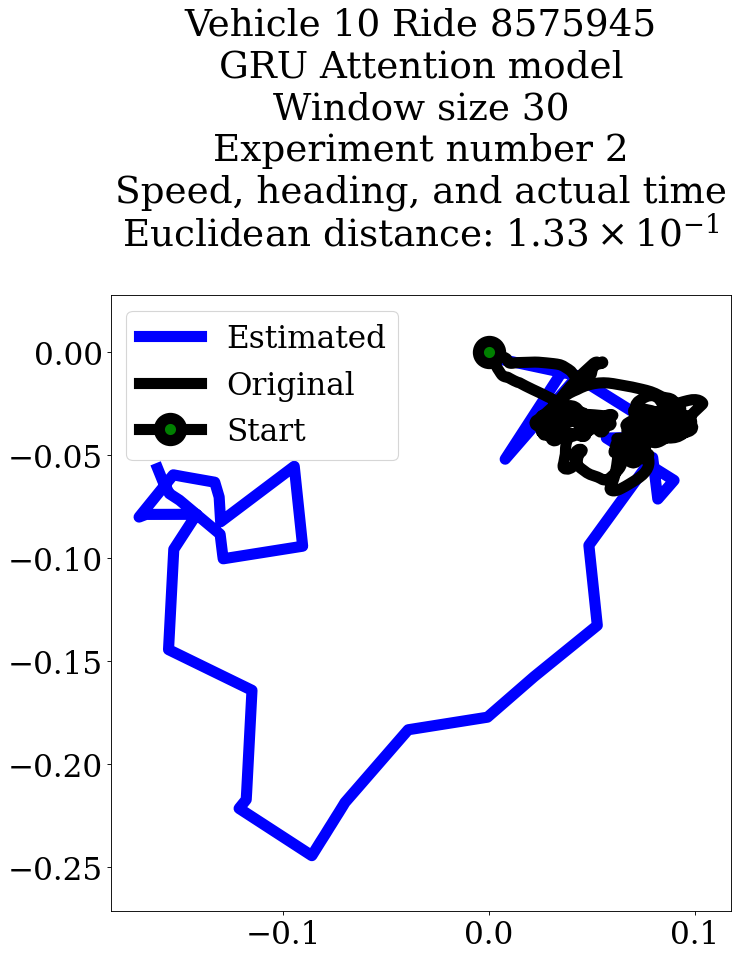 Vehicle 10 Ride 8575945
GRU Attention model
Window size 30
Experiment number 2
Speed, heading, and actual time
Euclidean distance: 1.33 × 10⁻¹
Estimated
Original
Start
0.00
−0.05
−0.10
−0.15
−0.20
−0.25
−0.1 0.0 0.1